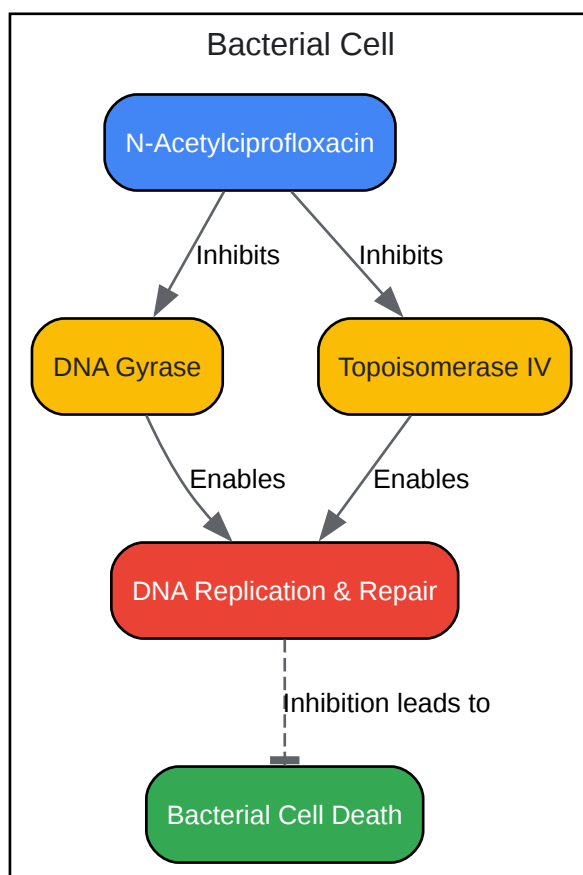 Bacterial Cell
N-Acetylciprofloxacin
Inhibits
Inhibits
DNA Gyrase
Topoisomerase IV
Enables
Enables
DNA Replication & Repair
Inhibition leads to
Bacterial Cell Death